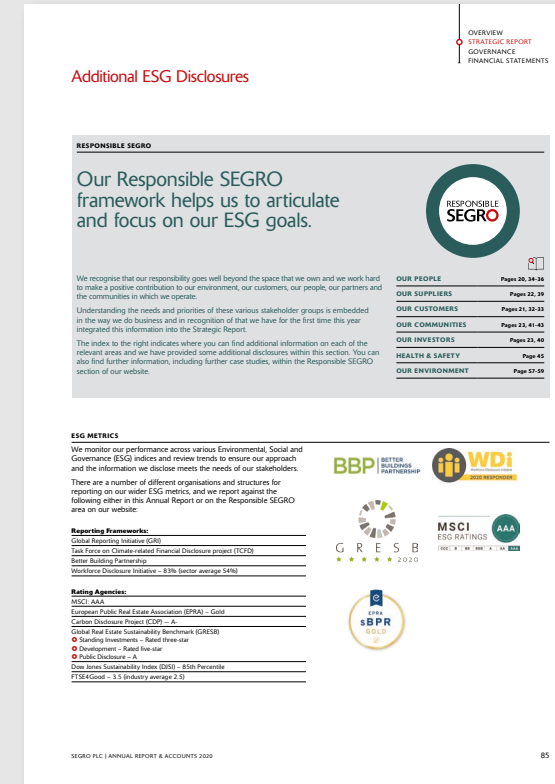 OVERVIEW
STRATEGIC REPORT
GOVERNANCE
FINANCIAL STATEMENTS
Additional ESG Disclosures
RESPONSIBLE SEGRO
Our Responsible SEGRO
framework helps us to articulate
and focus on our ESG goals.
RESPONSIBLE
SEGRO
We recognise that our responsibility goes well beyond the space that we own and we work hard
to make a positive contribution to our environment, our customers, our people, our partners and
the communities in which we operate.
Understanding the needs and priorities of these various stakeholder groups is embedded
in the way we do business and in recognition of that we have for the first time this year
integrated this information into the Strategic Report.
The index to the right indicates where you can find additional information on each of the
relevant areas and we have provided some additional disclosures within this section. You can
also find further information, including further case studies, within the Responsible SEGRO
section of our website.
OUR PEOPLE Pages 20, 34-36
OUR SUPPLIERS Pages 22, 39
OUR CUSTOMERS Pages 21, 32-33
OUR COMMUNITIES Pages 23, 41-43
OUR INVESTORS Pages 23, 40
HEALTH & SAFETY Page 45
OUR ENVIRONMENT Page 57-59
ESG METRICS
We monitor our performance across various Environmental, Social and
Governance (ESG) indices and review trends to ensure our approach
and the information we disclose meets the needs of our stakeholders.
There are a number of different organisations and structures for
reporting on our wider ESG metrics, and we report against the
following either in this Annual Report or on the Responsible SEGRO
area on our website:
Reporting Frameworks:
Global Reporting Initiative (GRI)
Task Force on Climate-related Financial Disclosure project (TCFD)
Better Building Partnership
Workforce Disclosure Initiative – 83% (sector average 54%)
Rating Agencies:
MSCI: AAA
European Public Real Estate Association (EPRA) – Gold
Carbon Disclosure Project (CDP) – A-
Global Real Estate Sustainability Benchmark (GRESB)
Standing Investments – Rated three-star
Development – Rated five-star
Public Disclosure – A
Dow Jones Sustainability Index (DJSI) – 85th Percentile
FTSE4Good – 3.5 (industry average 2.5)
BBP
BETTER
BUILDINGS
PARTNERSHIP
WDi
2020 RESPONDER
GRESB
2020
MSCI
ESG RATINGS
AAA
CCC B BB BBB A AA AAA
EPRA
sBPR
GOLD
SEGRO PLC | ANNUAL REPORT & ACCOUNTS 2020
85